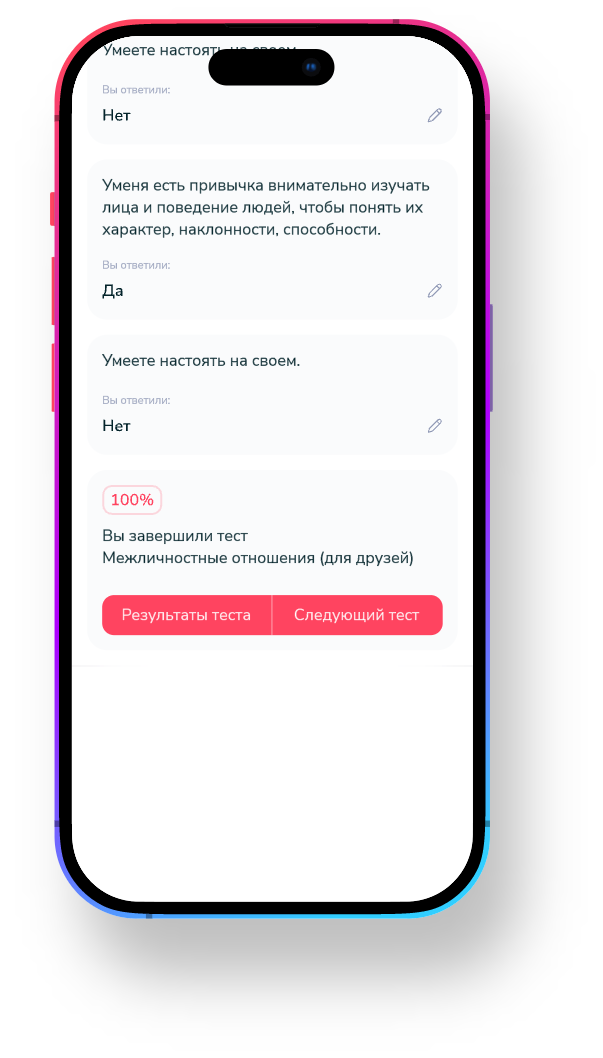 Умеете настоять на своем.
Вы ответили:
Нет
Уменя есть привычка внимательно изучать
лица и поведение людей, чтобы понять их
характер, наклонности, способности.
Вы ответили:
Да
Умеете настоять на своем.
Вы ответили:
Нет
100%
Вы завершили тест
Межличностные отношения (для друзей)
Результаты теста
Следующий тест